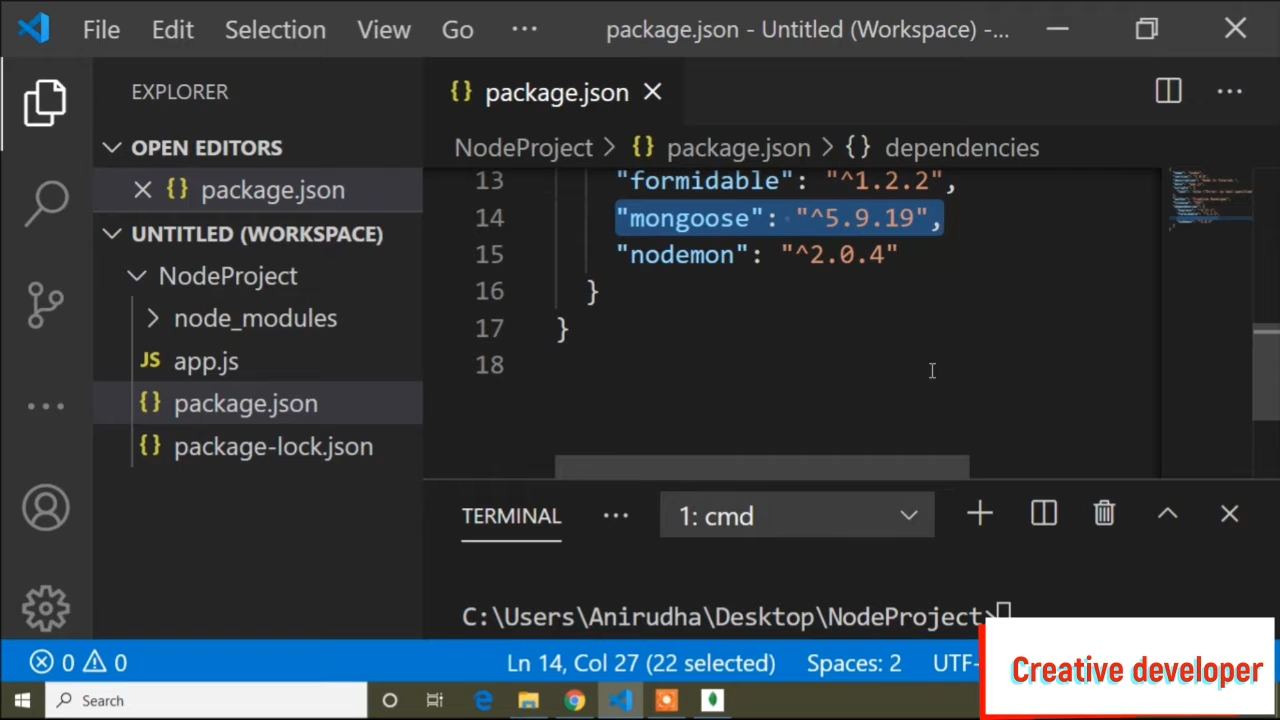 File Edit Selection View Go ··· package.json - Untitled (Workspace) -...
EXPLORER
OPEN EDITORS
package.json
UNTITLED (WORKSPACE)
NodeProject
node_modules
JS app.js
{} package.json
{} package-lock.json
{} package.json
NodeProject > {} package.json > {} dependencies
13 "formidable": "^1.2.2",
14 "mongoose": "^5.9.19",
15 "nodemon": "^2.0.4"
16 }
17 }
18
TERMINAL ··· 1: cmd
C:\Users\Anirudha\Desktop\NodeProject>
0 0 Ln 14, Col 27 (22 selected) Spaces: 2 UTF-
Search
Creative developer